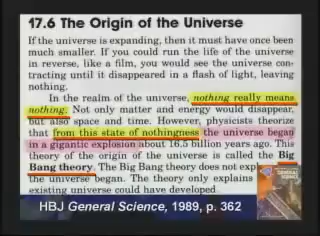 17.6 The Origin of the Universe
If the universe is expanding, then it must have once been
much smaller. If you could run the life of the universe
in reverse, like a film, you would see the universe con-
tracting until it disappeared in a flash of light, leaving
nothing.
In the realm of the universe, nothing really means
nothing. Not only matter and energy would disappear,
but also space and time. However, physicists theorize
that from this state of nothingness the universe began
in a gigantic explosion about 16.5 billion years ago. This
theory of the origin of the universe is called the Big
Bang theory. The Big Bang theory does not
the universe began. The theory only explains
existing universe could have developed.
HBJ General Science, 1989, p. 362
GENERAL
SCIENCE